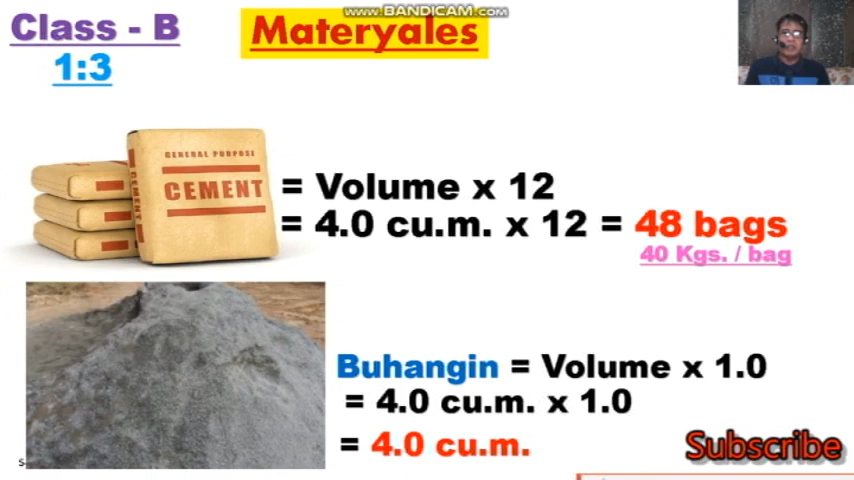 WWW.BANDICAM.COM
Class - B
1:3
Materyales
GENERAL PURPOSE
CEMENT
CEMENT
= Volume x 12
= 4.0 cu.m. x 12 = 48 bags
40 Kgs. / bag
Buhangin = Volume x 1.0
= 4.0 cu.m. x 1.0
= 4.0 cu.m.
Subscribe